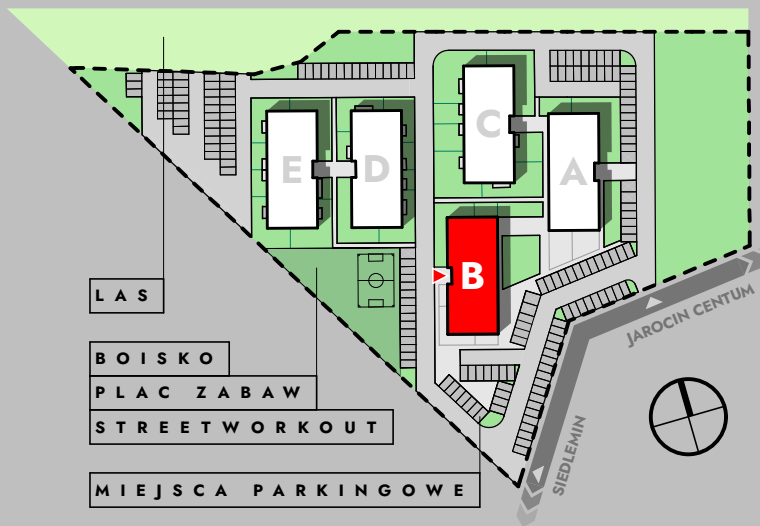 C
A
E
D
B
LAS
JAROCIN CENTUM
BOISKO
PLAC ZABAW
STREETWORKOUT
SIEDLEMIN
MIEJSCA PARKINGOWE